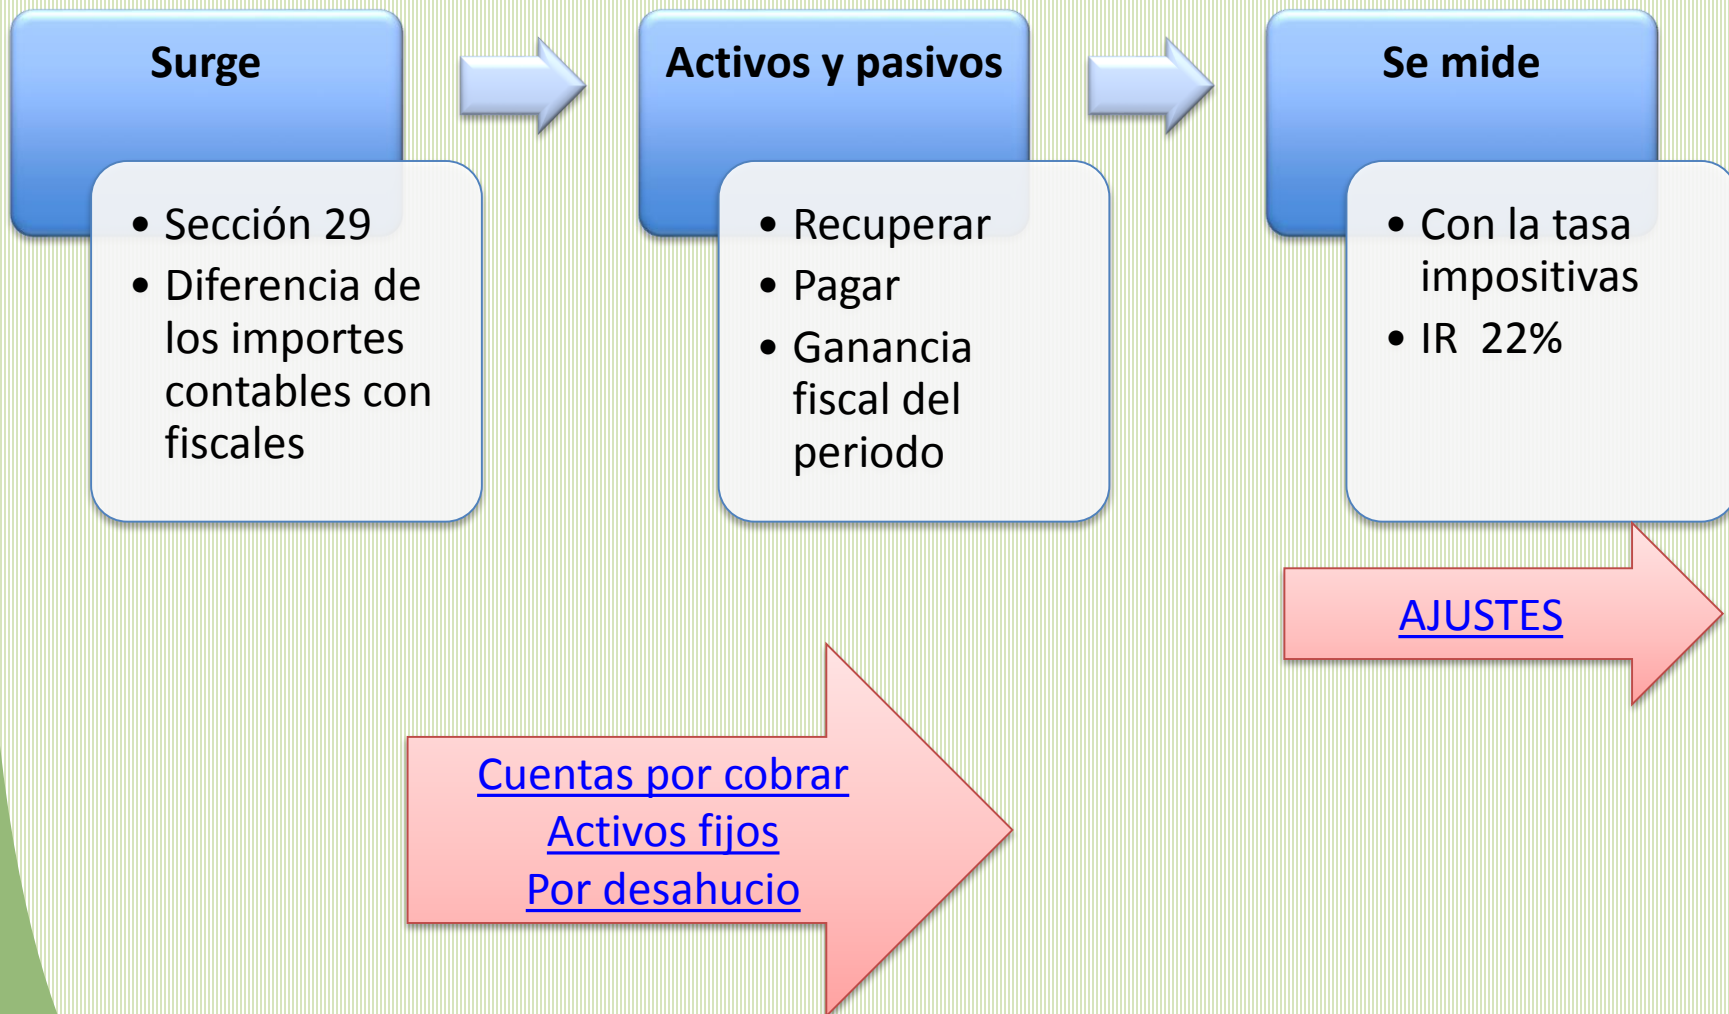 Surge
• Sección 29
• Diferencia de
los importes
contables con
fiscales
Activos y pasivos
• Recuperar
• Pagar
• Ganancia
fiscal del
periodo
Se mide
• Con la tasa
impositivas
• IR  22%
AJUSTES
Cuentas por cobrar
Activos fijos
Por desahucio